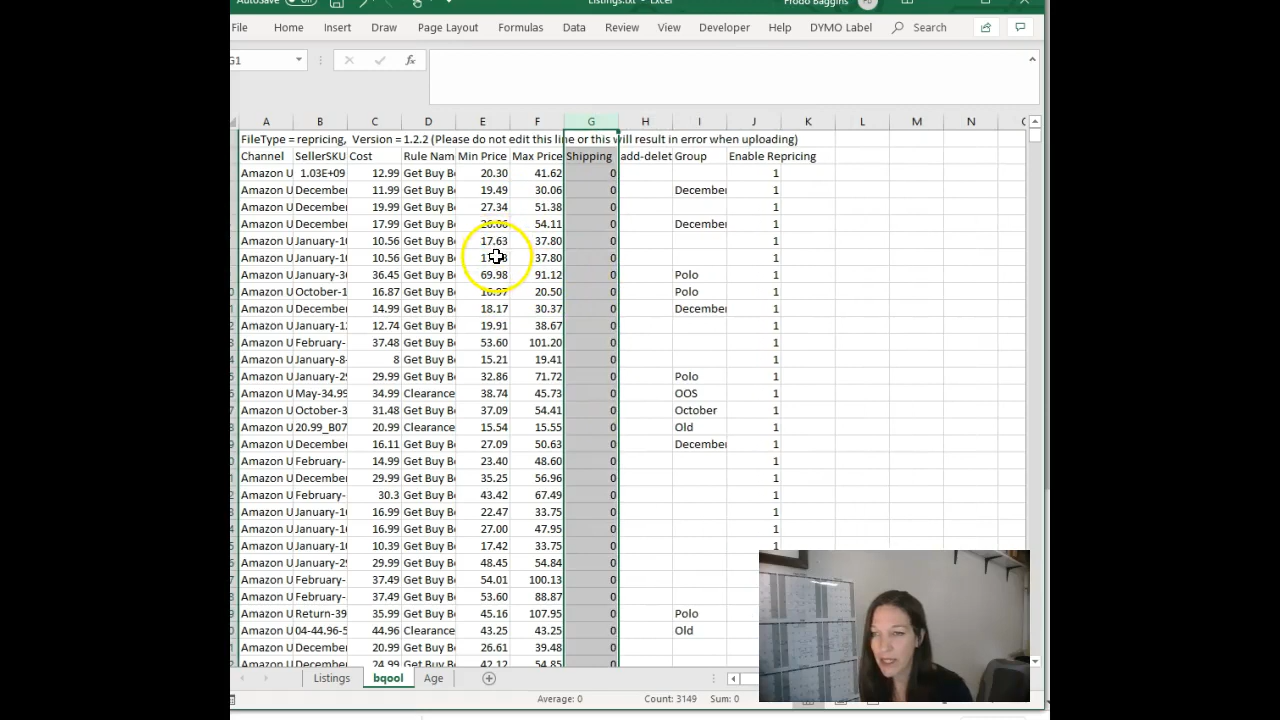 AutoSave Off Listings.txt - Excel Frodo Baggins
File Home Insert Draw Page Layout Formulas Data Review View Developer Help DYMO Label Search
G1 fx
A B C D E F G H I J K L M N
FileType = repricing, Version = 1.2.2 (Please do not edit this line or this will result in error when uploading)
Channel SellerSKU Cost Rule Nam Min Price Max Price Shipping add-delet Group Enable Repricing
Amazon U 1.03E+09 12.99 Get Buy B 20.30 41.62 0 1
Amazon U December 11.99 Get Buy B 19.49 30.06 0 December 1
Amazon U December 19.99 Get Buy B 27.34 51.38 0 1
Amazon U December 17.99 Get Buy B 54.11 0 December 1
Amazon U January-10 10.56 Get Buy B 17.63 37.80 0 1
Amazon U January-10 10.56 Get Buy B 37.80 0 1
Amazon U January-36 36.45 Get Buy B 69.98 91.12 0 Polo 1
Amazon U October-1 16.87 Get Buy B 16.97 20.50 0 Polo 1
Amazon U December 14.99 Get Buy B 18.17 30.37 0 December 1
Amazon U January-12 12.74 Get Buy B 19.91 38.67 0 1
Amazon U February- 37.48 Get Buy B 53.60 101.20 0 1
Amazon U January-8- 8 Get Buy B 15.21 19.41 0 1
Amazon U January-29 29.99 Get Buy B 32.86 71.72 0 Polo 1
Amazon U May-34.99 34.99 Clearance 38.74 45.73 0 OOS 1
Amazon U October-3 31.48 Get Buy B 37.09 54.41 0 October 1
Amazon U 20.99_B07 20.99 Clearance 15.54 15.55 0 Old 1
Amazon U December 16.11 Get Buy B 27.09 50.63 0 December 1
Amazon U February- 14.99 Get Buy B 23.40 48.60 0 1
Amazon U December 29.99 Get Buy B 35.25 56.96 0 1
Amazon U February- 30.3 Get Buy B 43.42 67.49 0 1
Amazon U January-16 16.99 Get Buy B 22.47 33.75 0 1
Amazon U January-16 16.99 Get Buy B 27.00 47.95 0 1
Amazon U January-10 10.39 Get Buy B 17.42 33.75 0 1
Amazon U January-29 29.99 Get Buy B 48.45 54.84 0
Amazon U February- 37.49 Get Buy B 54.01 100.13 0
Amazon U February- 37.49 Get Buy B 53.60 88.87 0
Amazon U Return-39 35.99 Get Buy B 45.16 107.95 0 Polo
Amazon U 04-44.96-5 44.96 Clearance 43.25 43.25 0 Old
Amazon U December 20.99 Get Buy B 26.61 39.48 0
Amazon U December 24.99 Get Buy B 42.12 54.85 0
Listings bqool Age
Average: 0 Count: 3149 Sum: 0